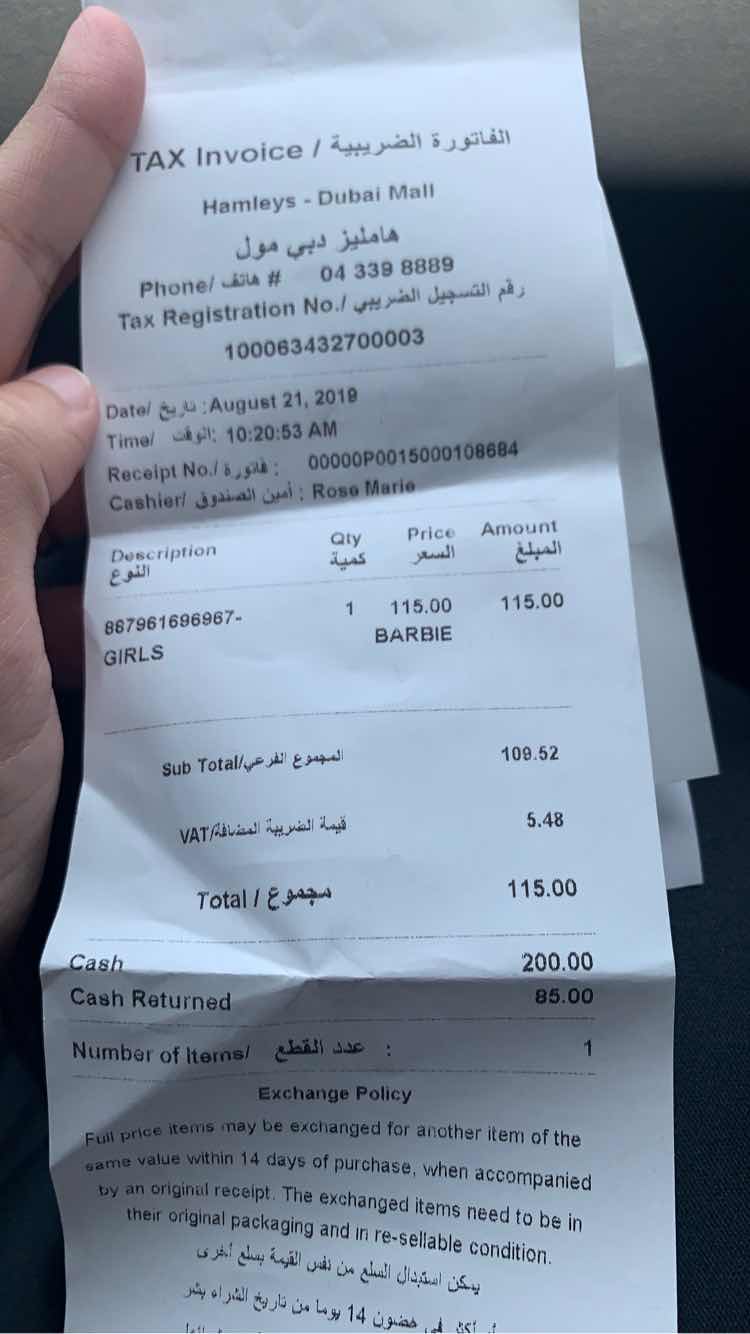 TAX Invoice / الفاتورة الضريبية
Hamleys - Dubai Mall
هامليز دبي مول
Phone/ هاتف # 04 339 8889
Tax Registration No./ رقم التسجيل الضريبي
100063432700003
Date/ تاريخ :August 21, 2019
Time/ الوقت: 10:20:53 AM
Receipt No./ فاتورة : 00000P0015000108684
Cashier/ أمين الصندوق : Rose Marie
Description Qty Price Amount
النوع كمية السعر المبلغ
887961696967- 1 115.00 115.00
GIRLS BARBIE
Sub Total/المجموع الفرعي 109.52
VAT/قيمة الضريبة المضافة 5.48
Total / مجموع 115.00
Cash 200.00
Cash Returned 85.00
Number of Items/ عدد القطع : 1
Exchange Policy
Full price items may be exchanged for another item of the
same value within 14 days of purchase, when accompanied
by an original receipt. The exchanged items need to be in
their original packaging and in re-sellable condition.
يمكن استبدال السلع من نفس القيمة بسلع أخرى
أو أكثر في غضون 14 يوما من تاريخ الشراء